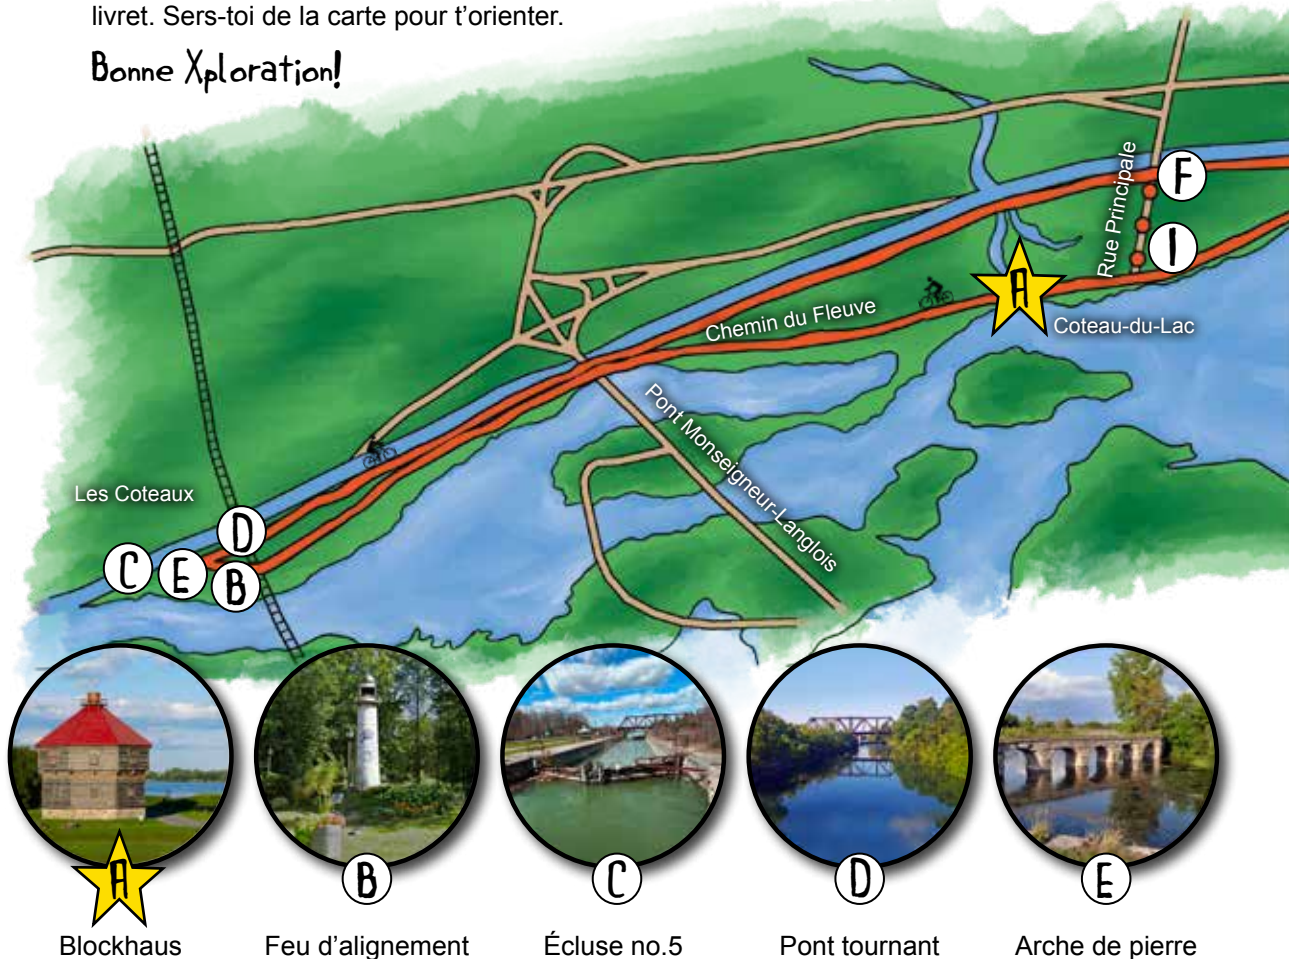 livret. Sers-toi de la carte pour t'orienter.
Bonne Xploration!
F
Rue Principale
I
A
Chemin du Fleuve
Coteau-du-Lac
Pont Monseigneur-Langlois
Les Coteaux
D
C
E
B
A
B
C
D
E
Blockhaus
Feu d'alignement
Écluse no.5
Pont tournant
Arche de pierre